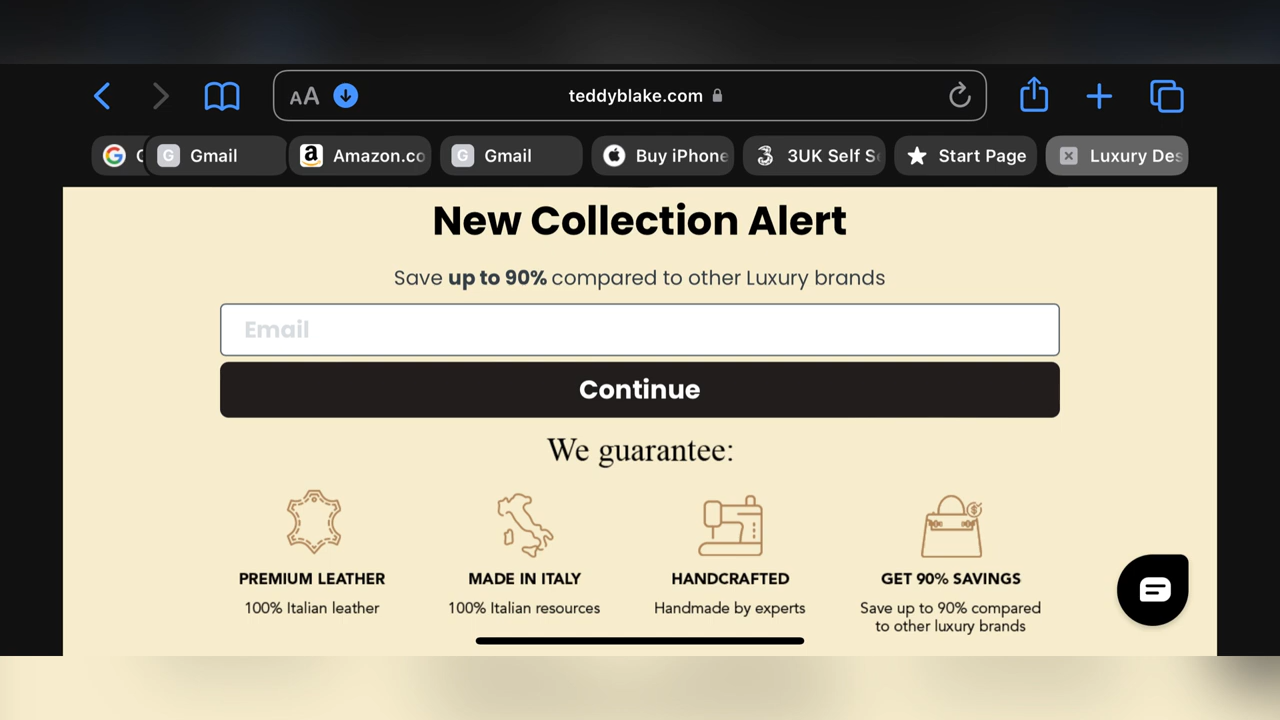 AA
teddyblake.com
G
G Gmail
a Amazon.co
G Gmail
Buy iPhone
3 3UK Self S
Start Page
Luxury Des
New Collection Alert
Save up to 90% compared to other Luxury brands
Email
Continue
We guarantee:
PREMIUM LEATHER
100% Italian leather
MADE IN ITALY
100% Italian resources
HANDCRAFTED
Handmade by experts
GET 90% SAVINGS
Save up to 90% compared
to other luxury brands